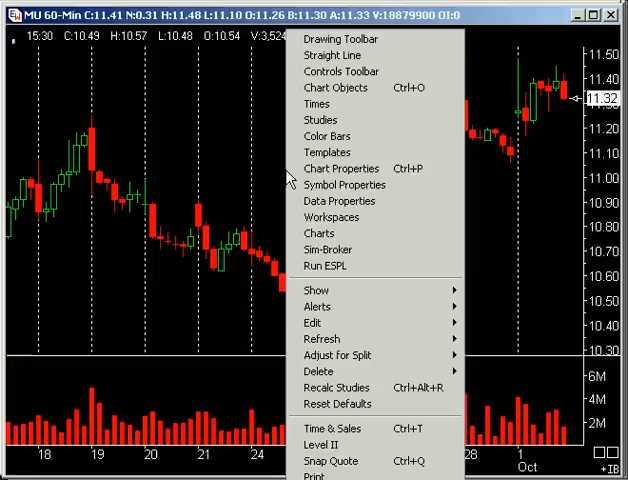 MU 60-Min C:11.41 N:0.31 H:11.48 L:11.10 O:11.26 B:11.30 A:11.33 V:18879900 OI:0
15:30 C:10.49 H:10.57 L:10.48 O:10.54 V:3,524
Drawing Toolbar
Straight Line
Controls Toolbar
Chart Objects Ctrl+O
Times
Studies
Color Bars
Templates
Chart Properties Ctrl+P
Symbol Properties
Data Properties
Workspaces
Charts
Sim-Broker
Run ESPL
Show
Alerts
Edit
Refresh
Adjust for Split
Delete
Recalc Studies Ctrl+Alt+R
Reset Defaults
Time & Sales Ctrl+T
Level II
Snap Quote Ctrl+Q
Print
11.50
11.40
11.32
11.20
11.10
11.00
10.90
10.80
10.70
10.60
10.50
10.40
10.30
6M
4M
2M
18 19 20 21 24 28 1
Oct
+IB